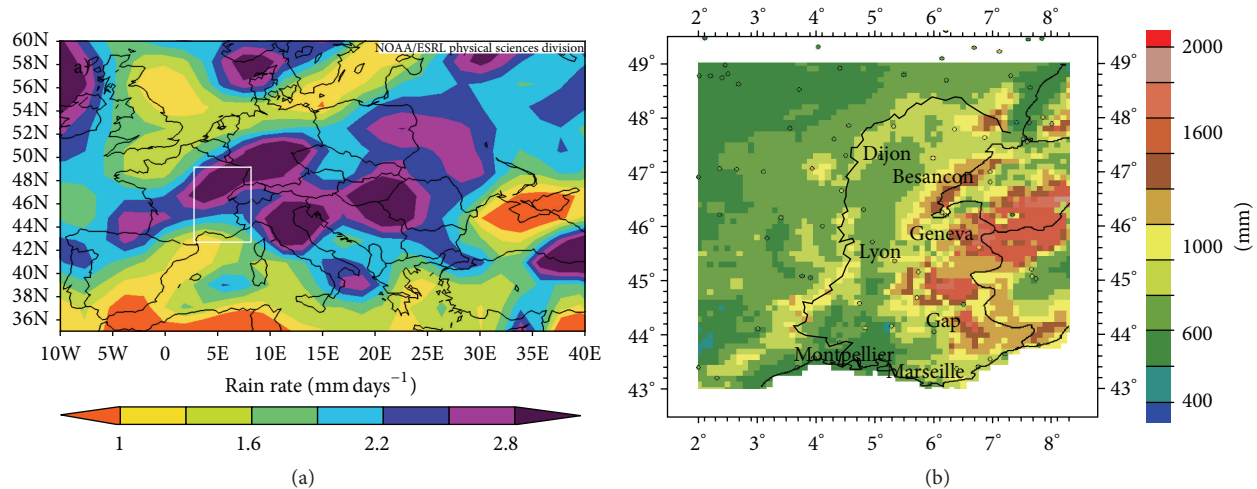 NOAA/ESRL physical sciences division
a)
60N
58N
56N
54N
52N
50N
48N
46N
44N
42N
40N
38N
36N
10W 5W 0 5E 10E 15E 20E 25E 30E 35E 40E
Rain rate (mm days⁻¹)
1 1.6 2.2 2.8
(a)
2° 3° 4° 5° 6° 7° 8°
49° 49°
48° 48°
47° 47°
46° 46°
45° 45°
44° 44°
43° 43°
Dijon
Besancon
Geneva
Lyon
Gap
Montpellier
Marseille
2° 3° 4° 5° 6° 7° 8°
2000
1600
1000
600
400
(mm)
(b)